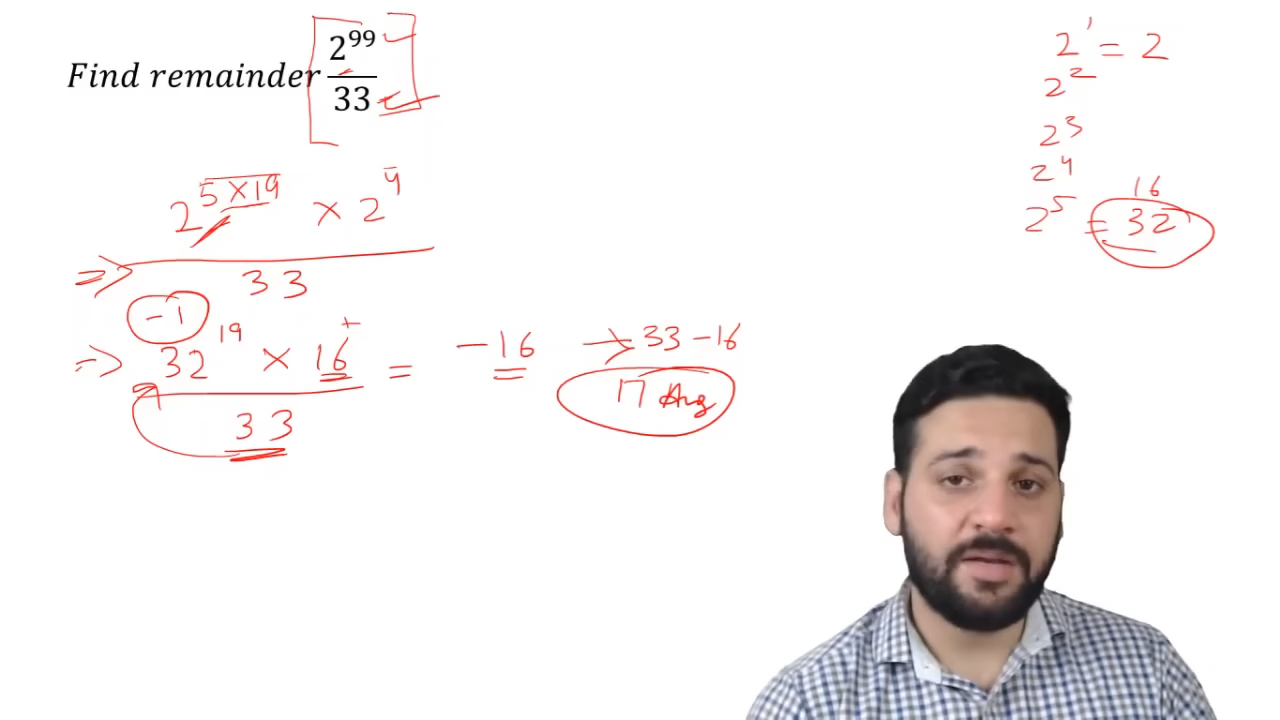 Find remainder 2^99 / 33
2^{5×19} × 2^4
=> 33
-1
=> 32^19 × 16^+ = -16 → 33-16
33
17 Ans
2^1 = 2
2^2
2^3
2^4
16
2^5 = 32